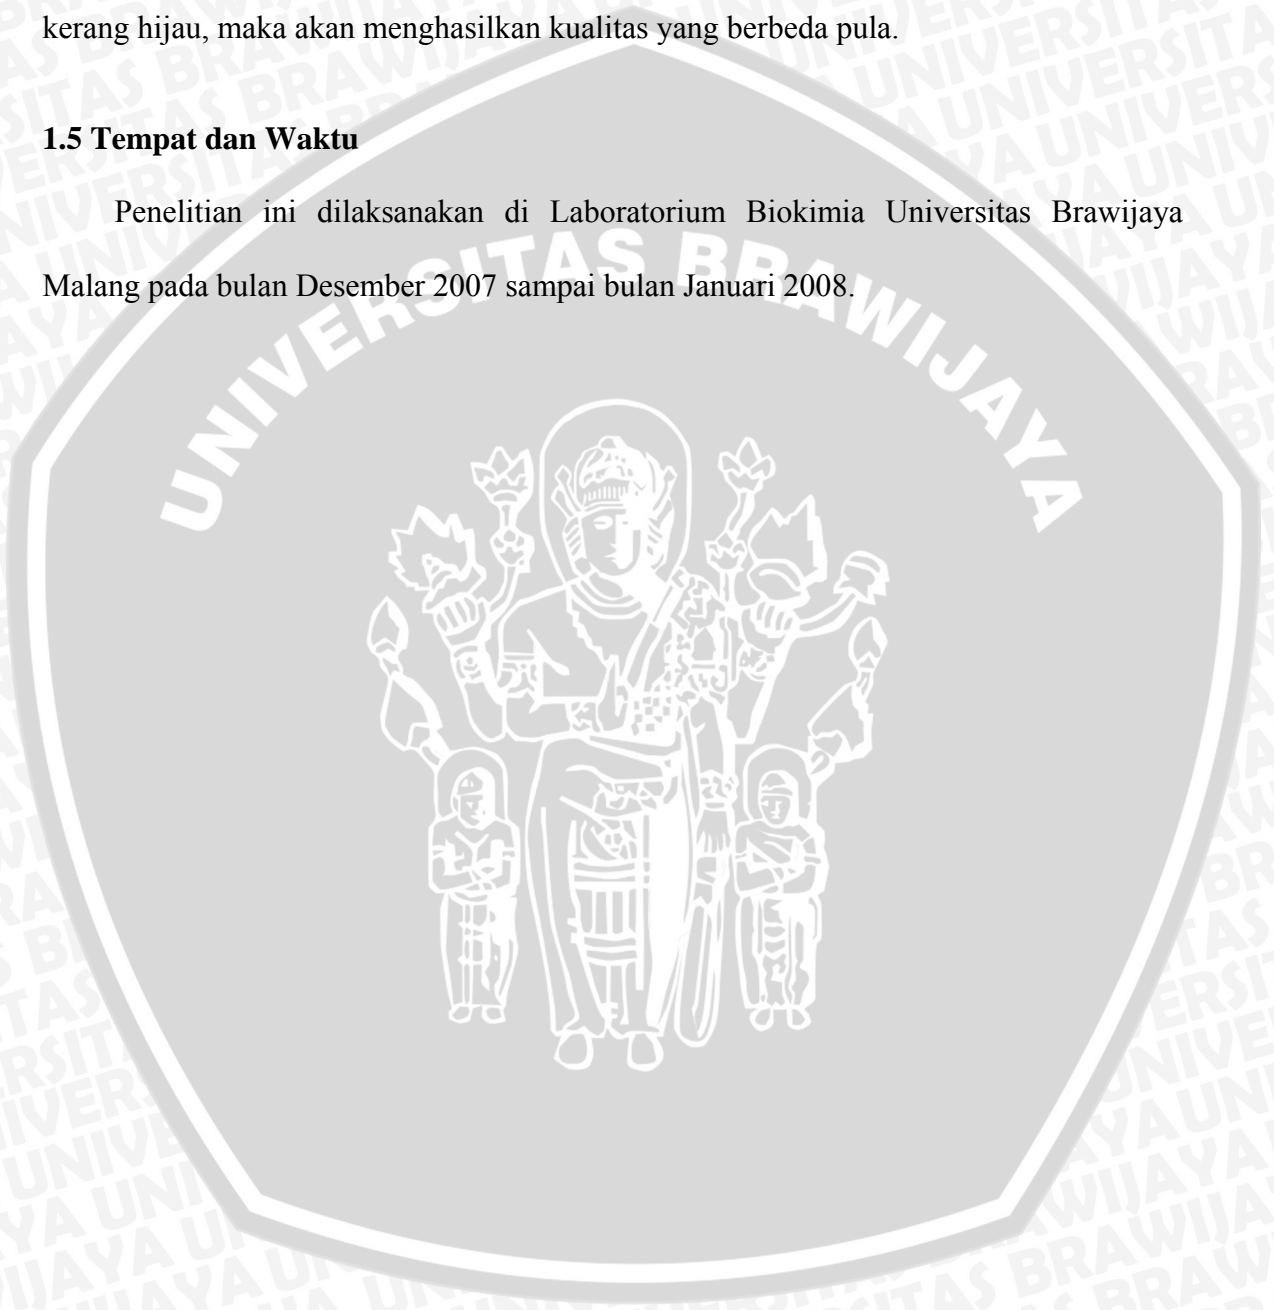 kerang hijau, maka akan menghasilkan kualitas yang berbeda pula.
1.5 Tempat dan Waktu
Penelitian ini dilaksanakan di Laboratorium Biokimia Universitas Brawijaya
Malang pada bulan Desember 2007 sampai bulan Januari 2008.
UNIVERSITAS BRAWIJAYA